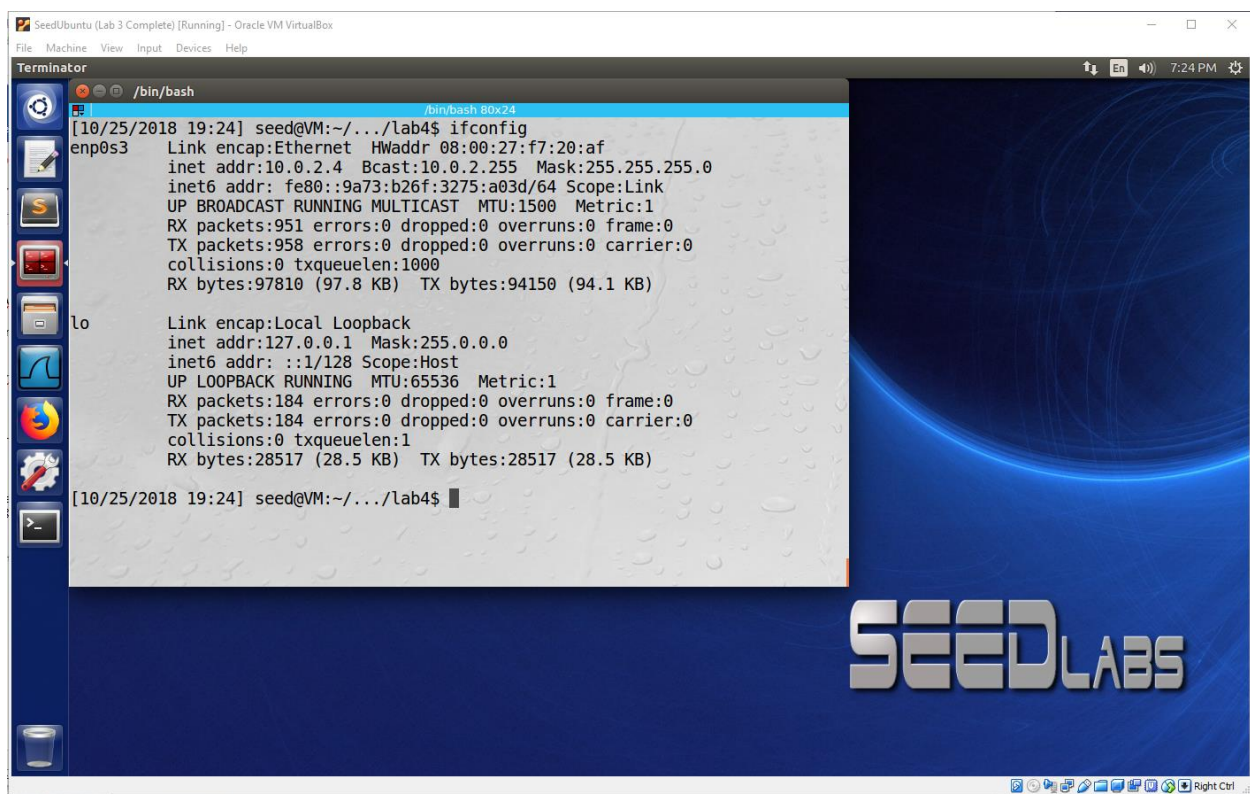 SeedUbuntu (Lab 3 Complete) [Running] - Oracle VM VirtualBox
File Machine View Input Devices Help
Terminator En 7:24 PM
/bin/bash
/bin/bash 80x24
[10/25/2018 19:24] seed@VM:~/.../lab4$ ifconfig
enp0s3 Link encap:Ethernet HWaddr 08:00:27:f7:20:af
inet addr:10.0.2.4 Bcast:10.0.2.255 Mask:255.255.255.0
inet6 addr: fe80::9a73:b26f:3275:a03d/64 Scope:Link
UP BROADCAST RUNNING MULTICAST MTU:1500 Metric:1
RX packets:951 errors:0 dropped:0 overruns:0 frame:0
TX packets:958 errors:0 dropped:0 overruns:0 carrier:0
collisions:0 txqueuelen:1000
RX bytes:97810 (97.8 KB) TX bytes:94150 (94.1 KB)
lo Link encap:Local Loopback
inet addr:127.0.0.1 Mask:255.0.0.0
inet6 addr: ::1/128 Scope:Host
UP LOOPBACK RUNNING MTU:65536 Metric:1
RX packets:184 errors:0 dropped:0 overruns:0 frame:0
TX packets:184 errors:0 dropped:0 overruns:0 carrier:0
collisions:0 txqueuelen:1
RX bytes:28517 (28.5 KB) TX bytes:28517 (28.5 KB)
[10/25/2018 19:24] seed@VM:~/.../lab4$
SEEDLABS
Right Ctrl